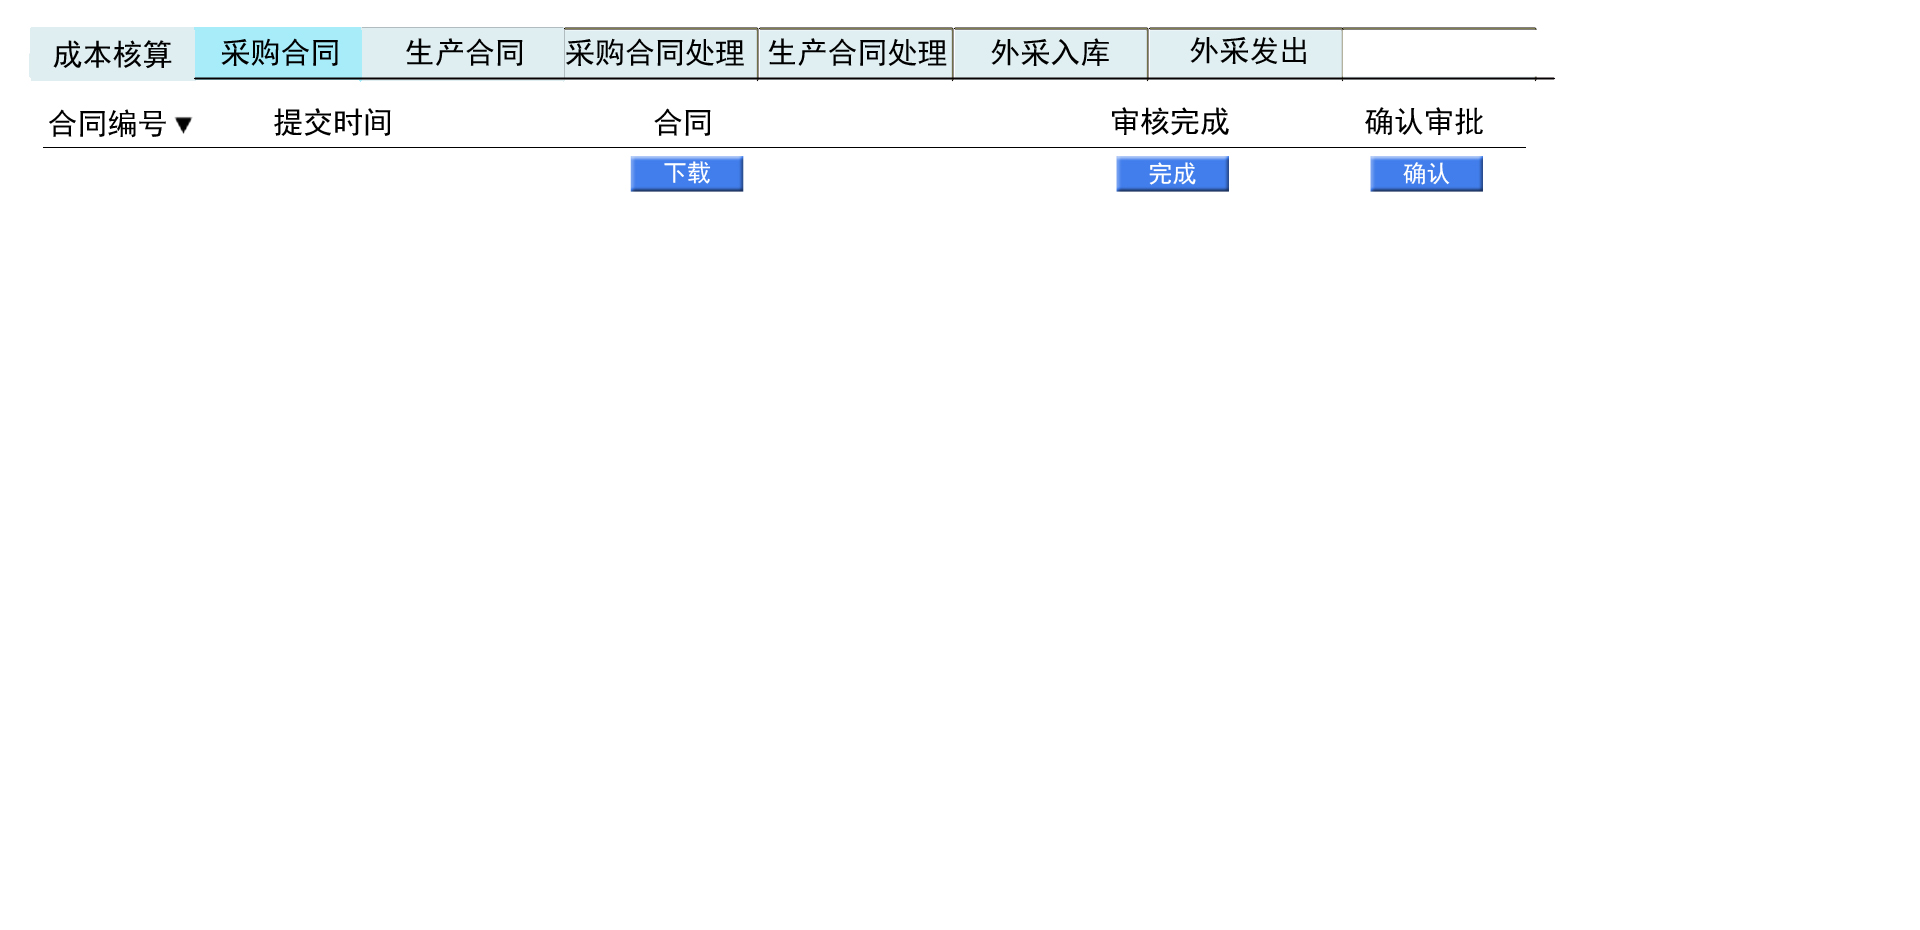 成本核算 采购合同 生产合同 采购合同处理 生产合同处理 外采入库 外采发出
合同编号▼ 提交时间 合同 审核完成 确认审批
下载 完成 确认